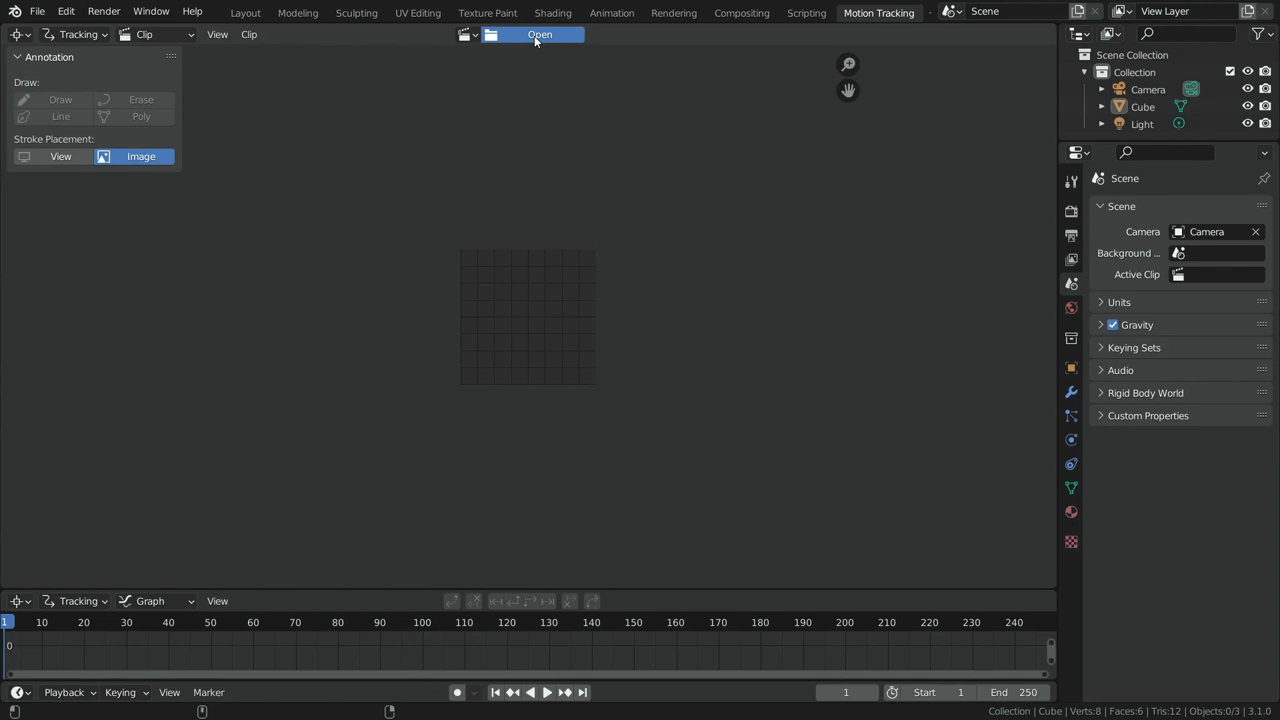 File Edit Render Window Help Layout Modeling Sculpting UV Editing Texture Paint Shading Animation Rendering Compositing Scripting Motion Tracking Scene View Layer
Tracking Clip View Clip Open
Annotation
Draw:
Draw Erase
Line Poly
Stroke Placement:
View Image
Scene Collection
Collection
Camera
Cube
Light
Scene
Scene
Camera Camera
Background ...
Active Clip
Units
Gravity
Keying Sets
Audio
Rigid Body World
Custom Properties
Tracking Graph View
1 10 20 30 40 50 60 70 80 90 100 110 120 130 140 150 160 170 180 190 200 210 220 230 240
0
Playback Keying View Marker 1 Start 1 End 250
Collection | Cube | Verts:8 | Faces:6 | Tris:12 | Objects:0/3 | 3.1.0